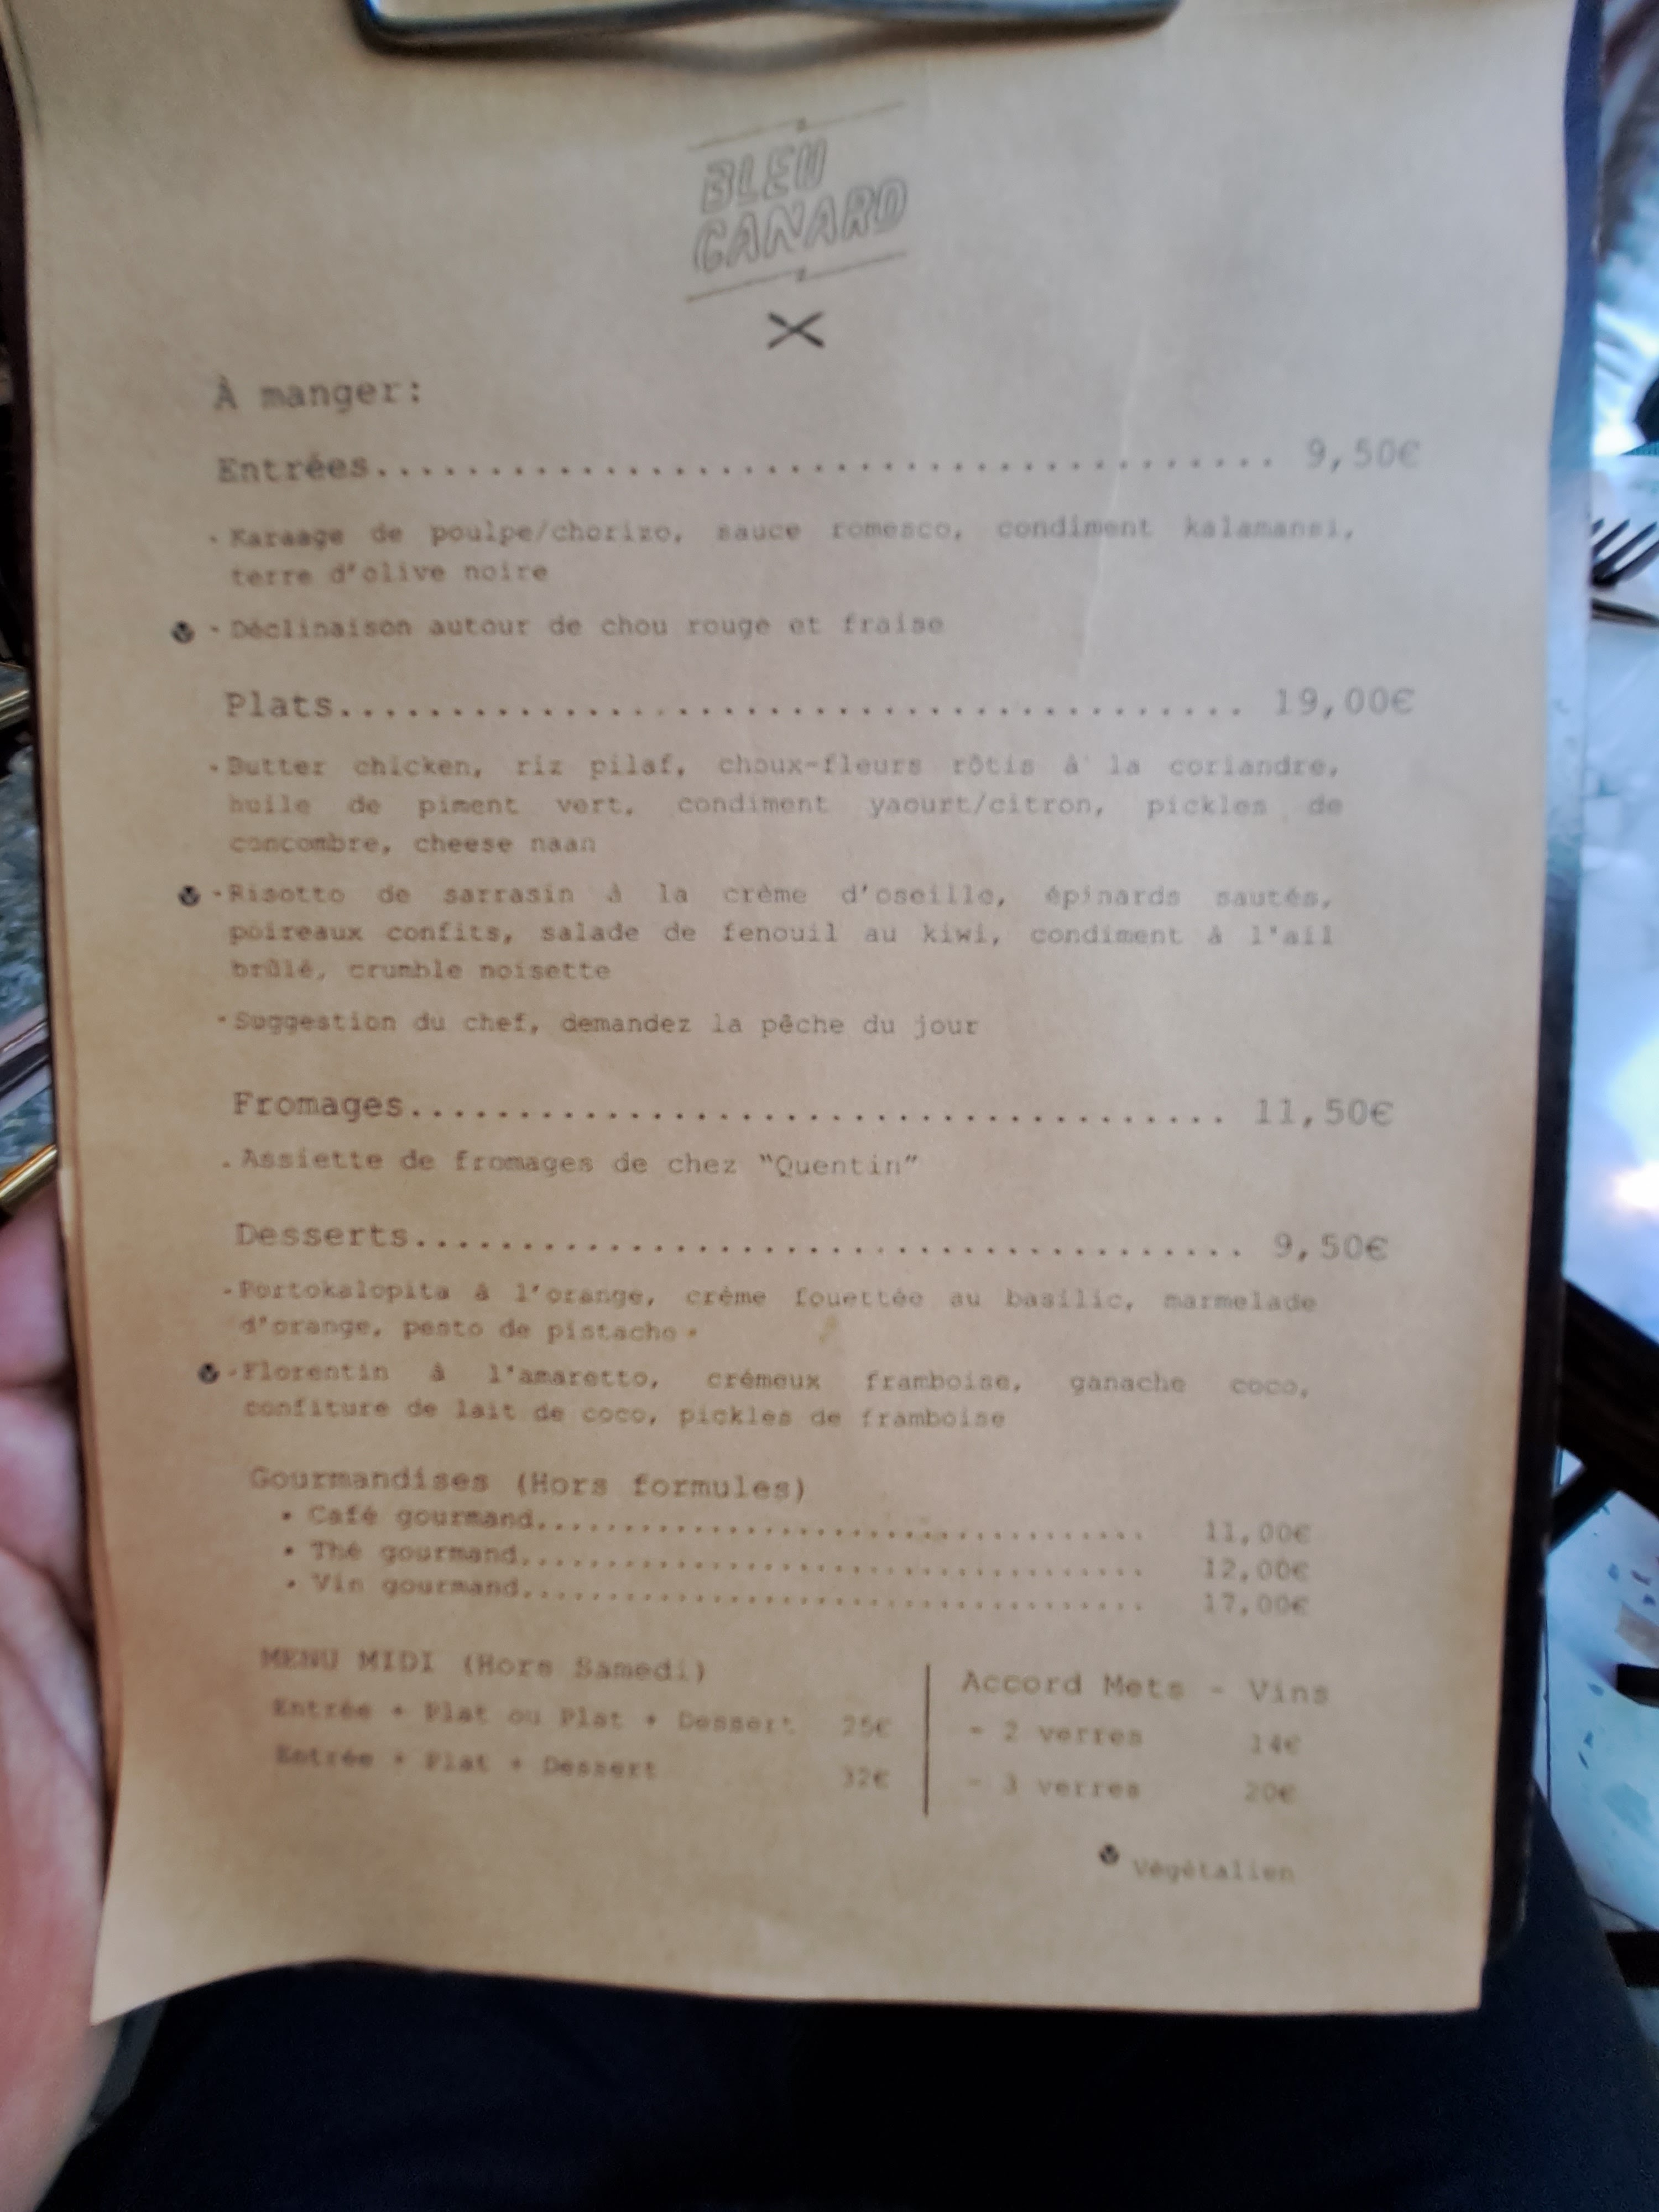 BLEU
CANARD
À manger:
Entrées........................................ 9,50€
- Karaage de poulpe/chorizo, sauce romesco, condiment kalamansi,
terre d'olive noire
- Déclinaison autour de chou rouge et fraise
Plats........................................ 19,00€
- Butter chicken, riz pilaf, choux-fleurs rôtis à la coriandre,
huile de piment vert, condiment yaourt/citron, pickles de
concombre, cheese naan
- Risotto de sarrasin à la crème d'oseille, épinards sautés,
poireaux confits, salade de fenouil au kiwi, condiment à l'ail
brûlé, crumble noisette
- Suggestion du chef, demandez la pêche du jour
Fromages..................................... 11,50€
. Assiette de fromages de chez "Quentin"
Desserts..................................... 9,50€
- Portokalopita à l'orange, crème fouettée au basilic, marmelade
d'orange, pesto de pistache
- Florentin à l'amaretto, crémeux framboise, ganache coco,
confiture de lait de coco, pickles de framboise
Gourmandises (Hors formules)
• Café gourmand..................................... 11,00€
• Thé gourmand..................................... 12,00€
• Vin gourmand..................................... 17,00€
MENU MIDI (Hors Samedi)
Entrée + Plat ou Plat + Dessert 25€
Entrée + Plat + Dessert 32€
Accord Mets - Vins
- 2 verres 14€
- 3 verres 20€
Végétalien